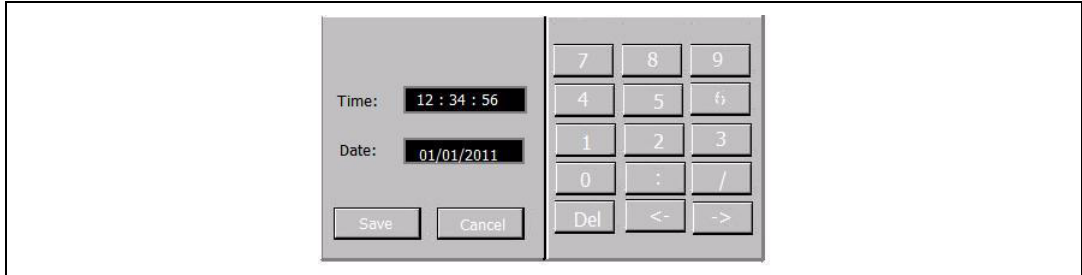 Time: 12 : 34 : 56
Date: 01/01/2011
Save Cancel
7 8 9
4 5
1 2 3
0 : /
Del <- ->